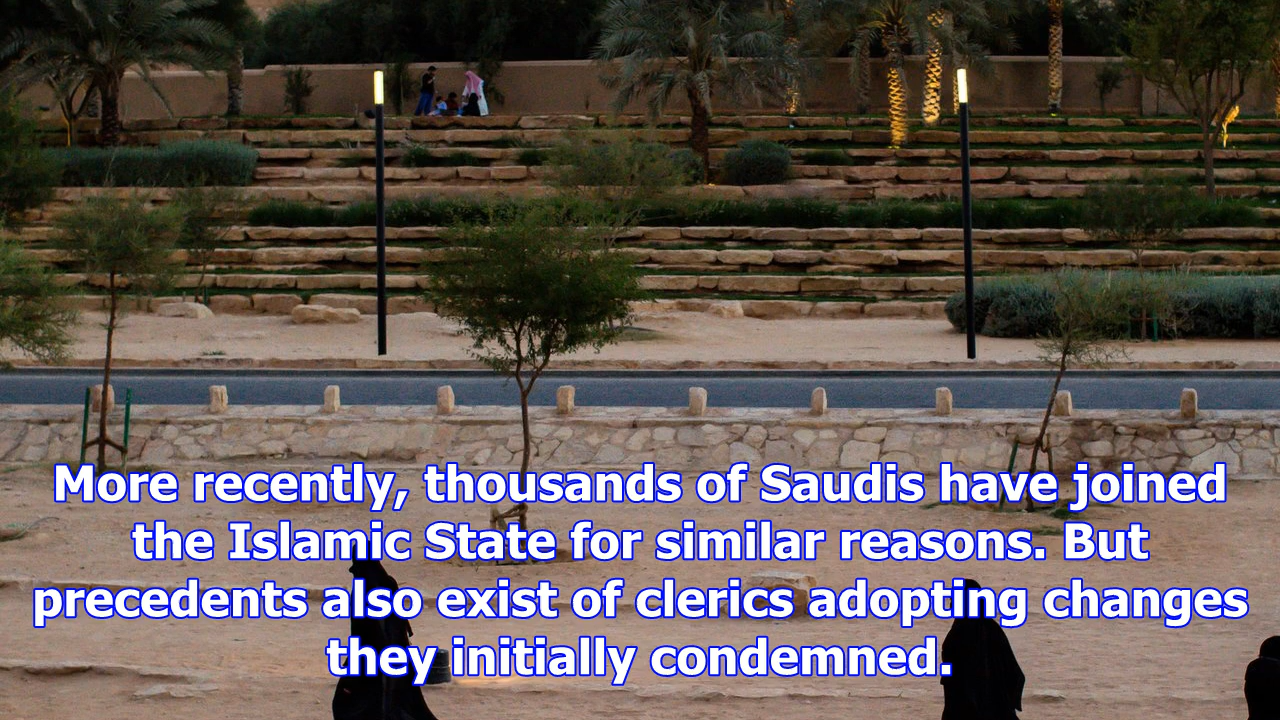 More recently, thousands of Saudis have joined
the Islamic State for similar reasons. But
precedents also exist of clerics adopting changes
they initially condemned.